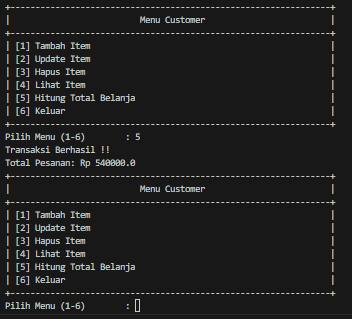 Menu Customer
[1] Tambah Item
[2] Update Item
[3] Hapus Item
[4] Lihat Item
[5] Hitung Total Belanja
[6] Keluar
Pilih Menu (1-6) : 5
Transaksi Berhasil !!
Total Pesanan: Rp 540000.0
Menu Customer
[1] Tambah Item
[2] Update Item
[3] Hapus Item
[4] Lihat Item
[5] Hitung Total Belanja
[6] Keluar
Pilih Menu (1-6) :